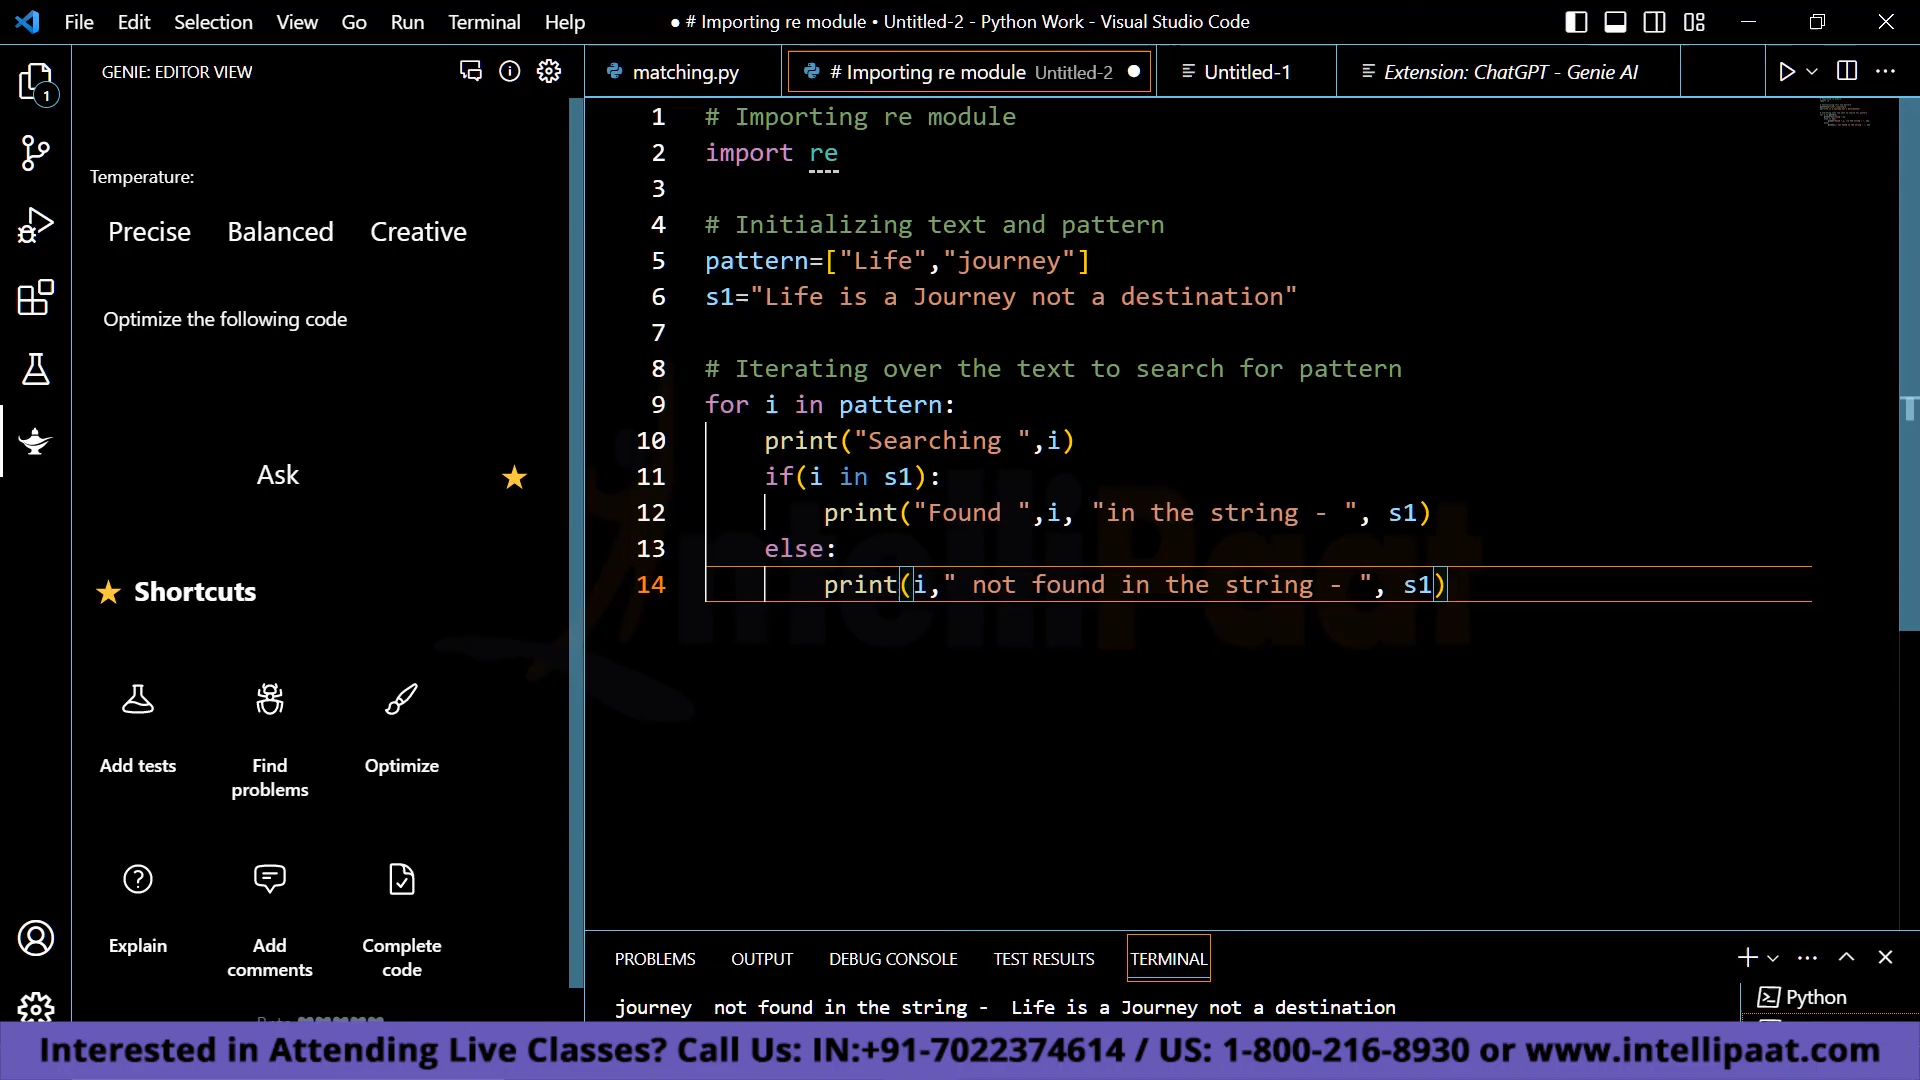 File Edit Selection View Go Run Terminal Help
● # Importing re module • Untitled-2 - Python Work - Visual Studio Code
GENIE: EDITOR VIEW
matching.py
# Importing re module Untitled-2
Untitled-1
Extension: ChatGPT - Genie AI
1
Temperature:
Precise Balanced Creative
Optimize the following code
Ask
Shortcuts
Add tests
Find problems
Optimize
Explain
Add comments
Complete code
1 # Importing re module
2 import re
3
4 # Initializing text and pattern
5 pattern=["Life","journey"]
6 s1="Life is a Journey not a destination"
7
8 # Iterating over the text to search for pattern
9 for i in pattern:
10     print("Searching ",i)
11     if(i in s1):
12         print("Found ",i, "in the string - ", s1)
13     else:
14         print(i," not found in the string - ", s1)
IntelliPaat
PROBLEMS OUTPUT DEBUG CONSOLE TEST RESULTS TERMINAL
journey  not found in the string -  Life is a Journey not a destination
Python
Interested in Attending Live Classes? Call Us: IN:+91-7022374614 / US: 1-800-216-8930 or www.intellipaat.com